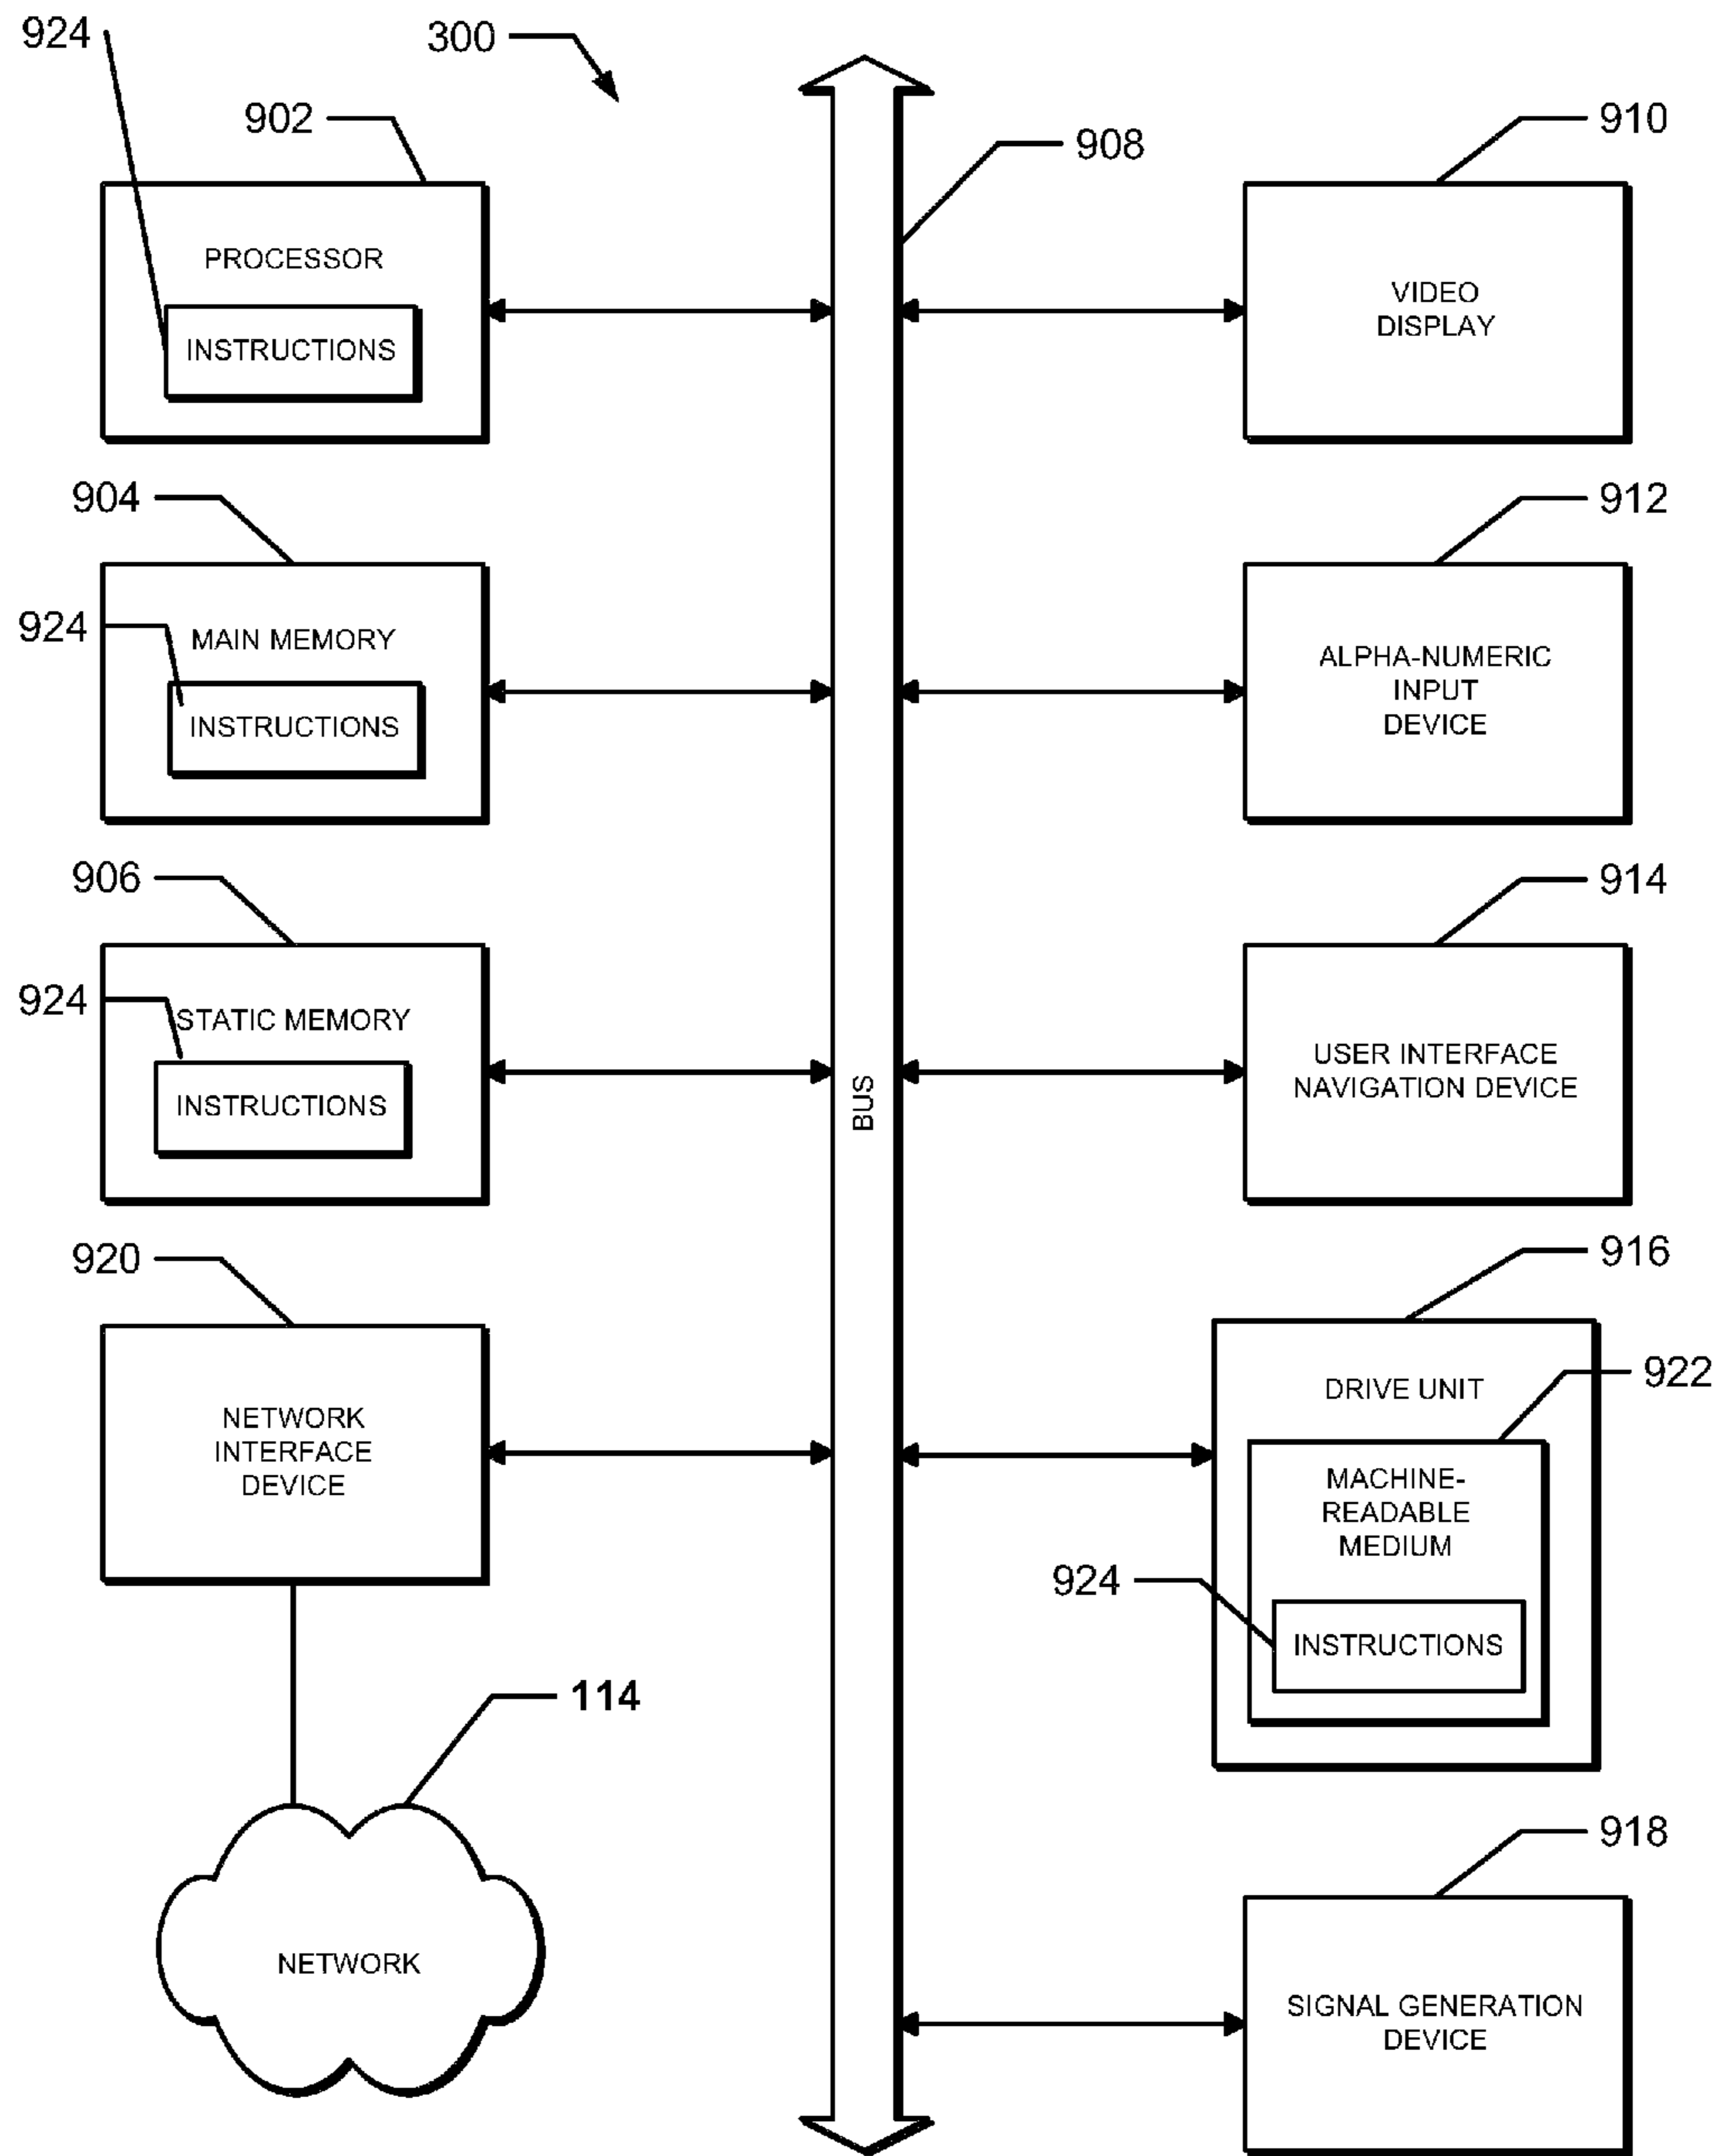 924
300
902
908
910
PROCESSOR
INSTRUCTIONS
VIDEO
DISPLAY
904
912
924
MAIN MEMORY
INSTRUCTIONS
ALPHA-NUMERIC
INPUT
DEVICE
906
914
924
STATIC MEMORY
INSTRUCTIONS
BUS
USER INTERFACE
NAVIGATION DEVICE
920
916
922
NETWORK
INTERFACE
DEVICE
DRIVE UNIT
MACHINE-
READABLE
MEDIUM
924
INSTRUCTIONS
114
NETWORK
918
SIGNAL GENERATION
DEVICE